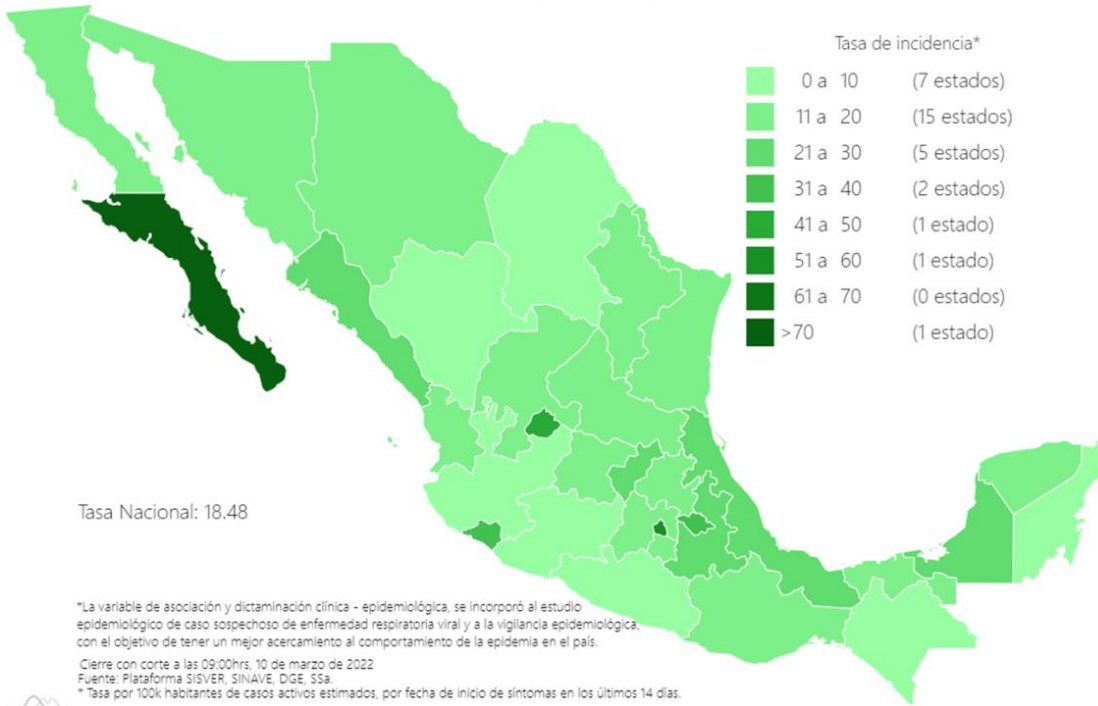 Tasa de incidencia*
0 a 10 (7 estados)
11 a 20 (15 estados)
21 a 30 (5 estados)
31 a 40 (2 estados)
41 a 50 (1 estado)
51 a 60 (1 estado)
61 a 70 (0 estados)
>70 (1 estado)
Tasa Nacional: 18.48
*La variable de asociación y dictaminación clínica - epidemiológica, se incorporó al estudio
epidemiológico de caso sospechoso de enfermedad respiratoria viral y a la vigilancia epidemiológica,
con el objetivo de tener un mejor acercamiento al comportamiento de la epidemia en el país.
Cierre con corte a las 09:00hrs, 10 de marzo de 2022
Fuente: Plataforma SISVER, SINAVE, DGE, SSa.
* Tasa por 100k habitantes de casos activos estimados, por fecha de inicio de síntomas en los últimos 14 días.